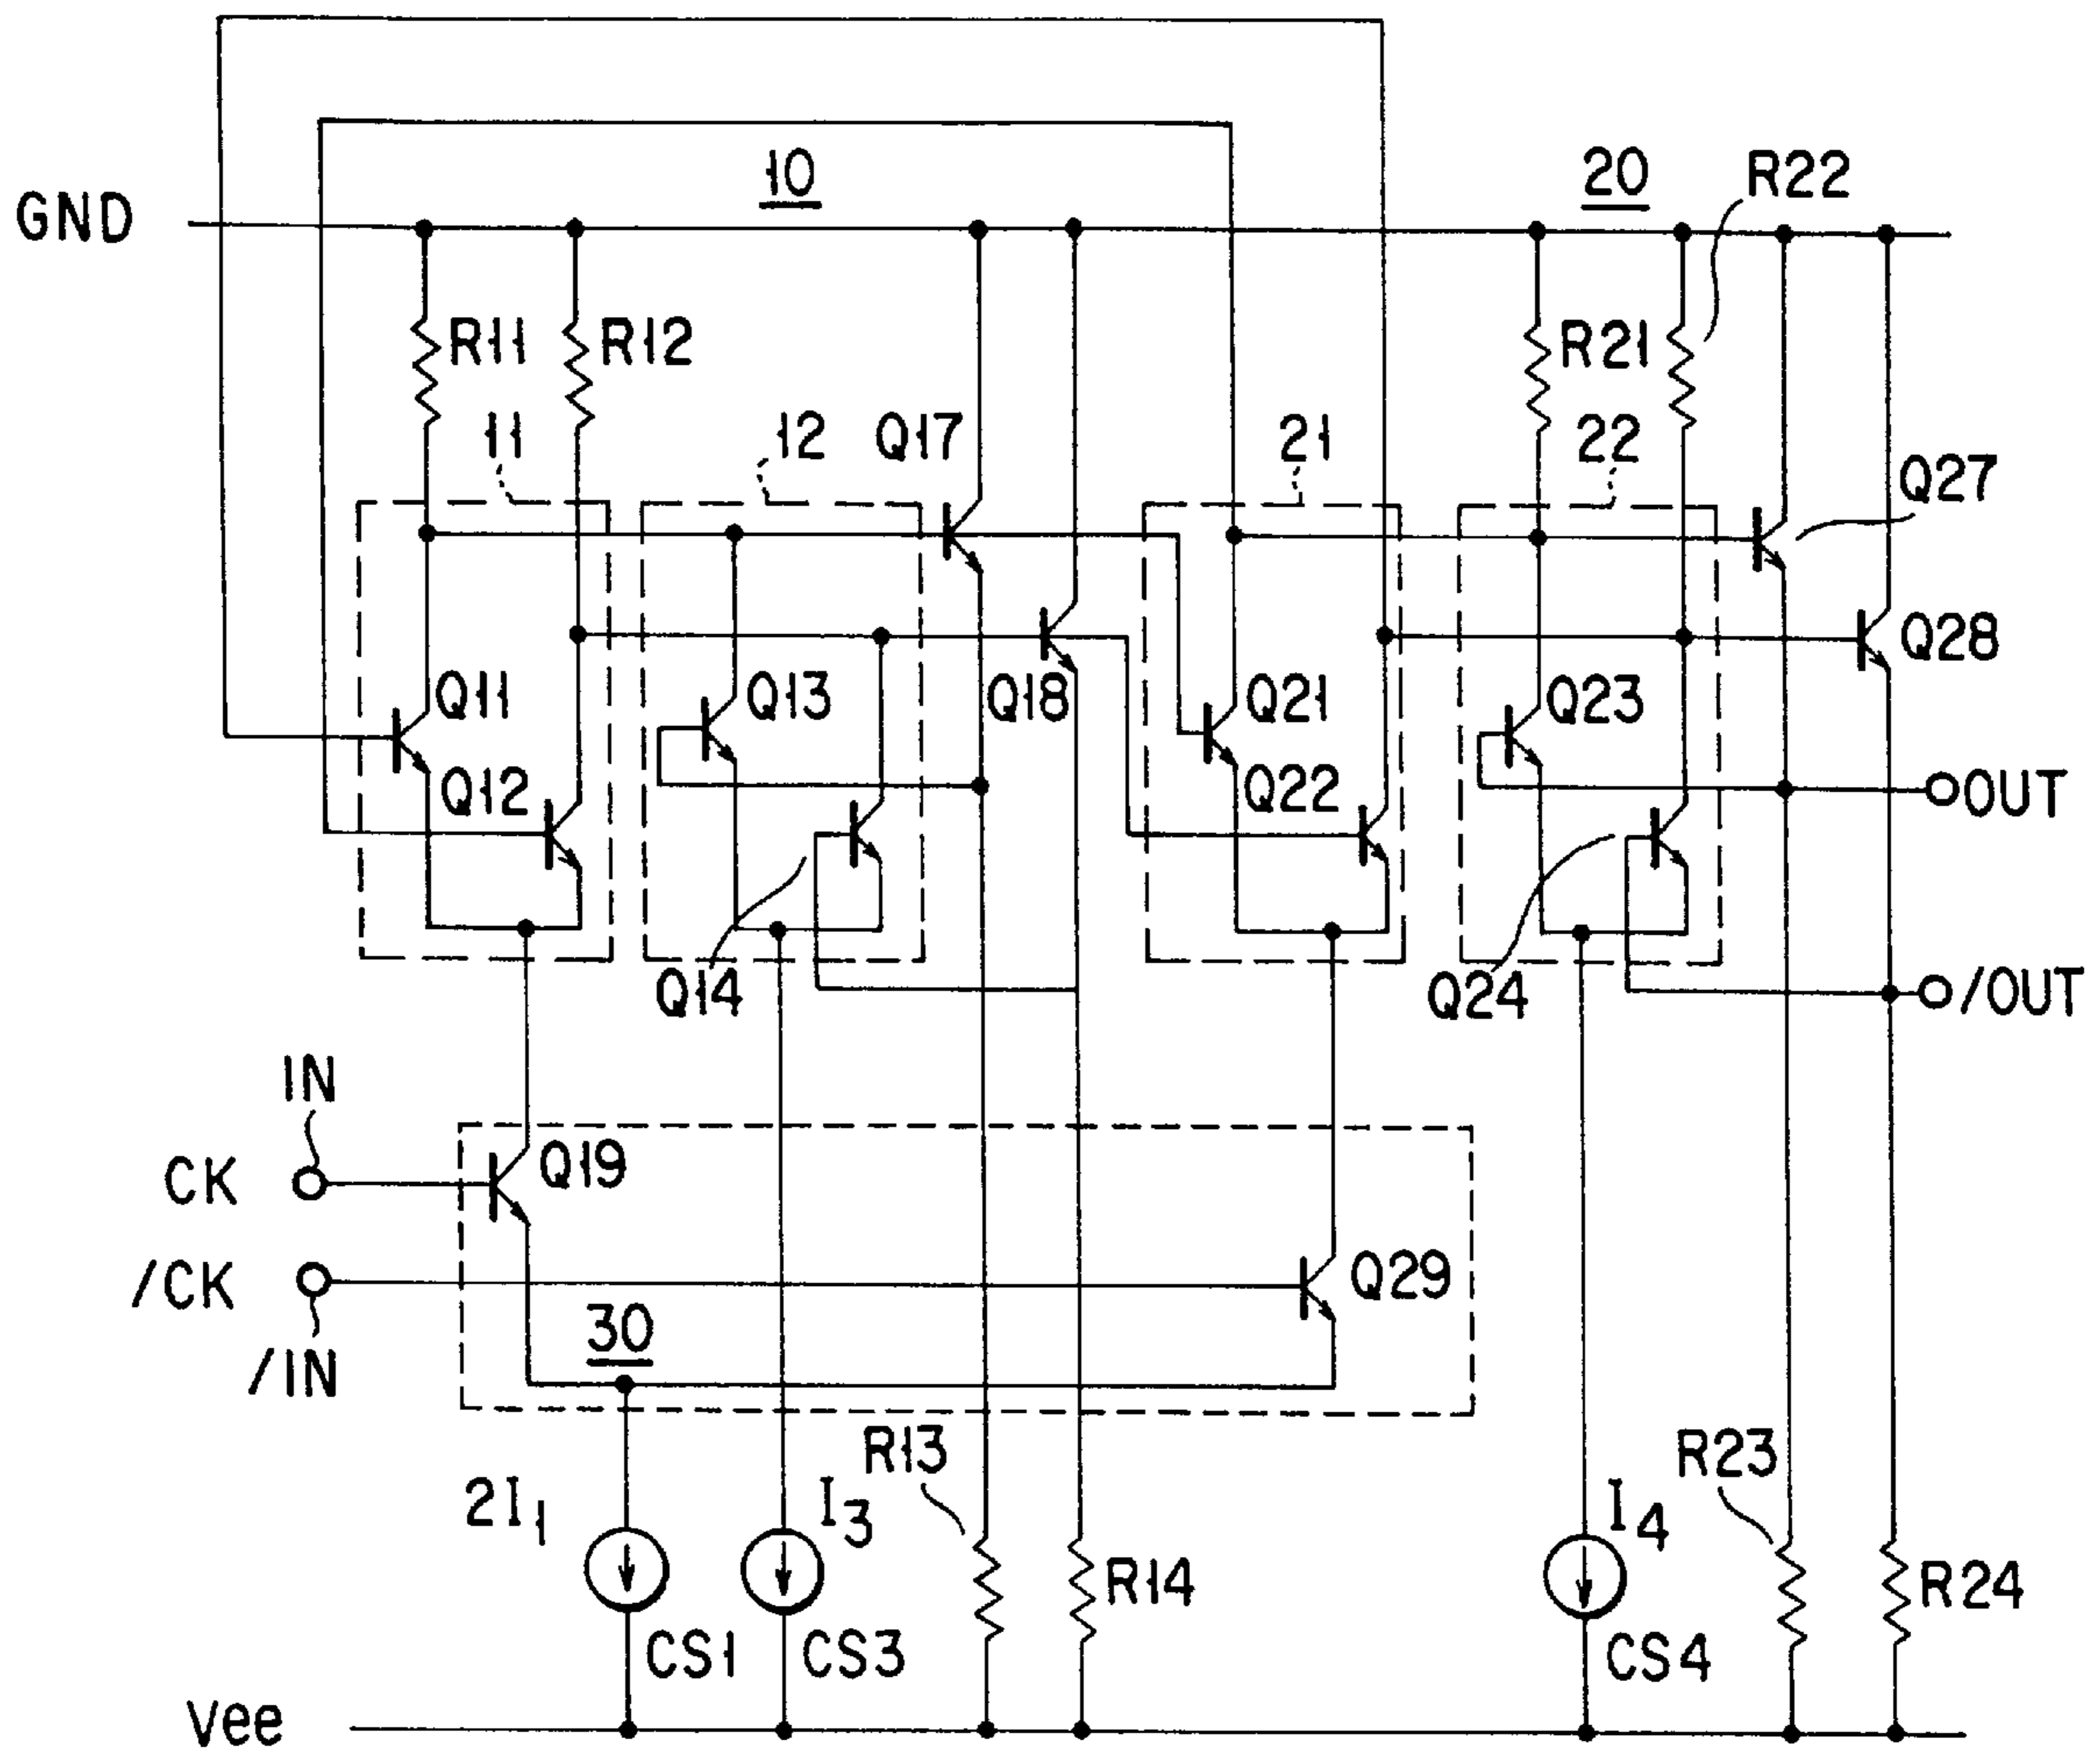 10
20
R22
GND
R11
R12
R21
11
12
Q17
21
22
Q27
Q28
Q11
Q13
Q18
Q21
Q23
Q12
Q22
OUT
Q14
Q24
/OUT
IN
CK
Q19
/CK
Q29
30
/IN
R13
R23
2I1
I3
I4
R14
R24
CS1
CS3
CS4
Vee